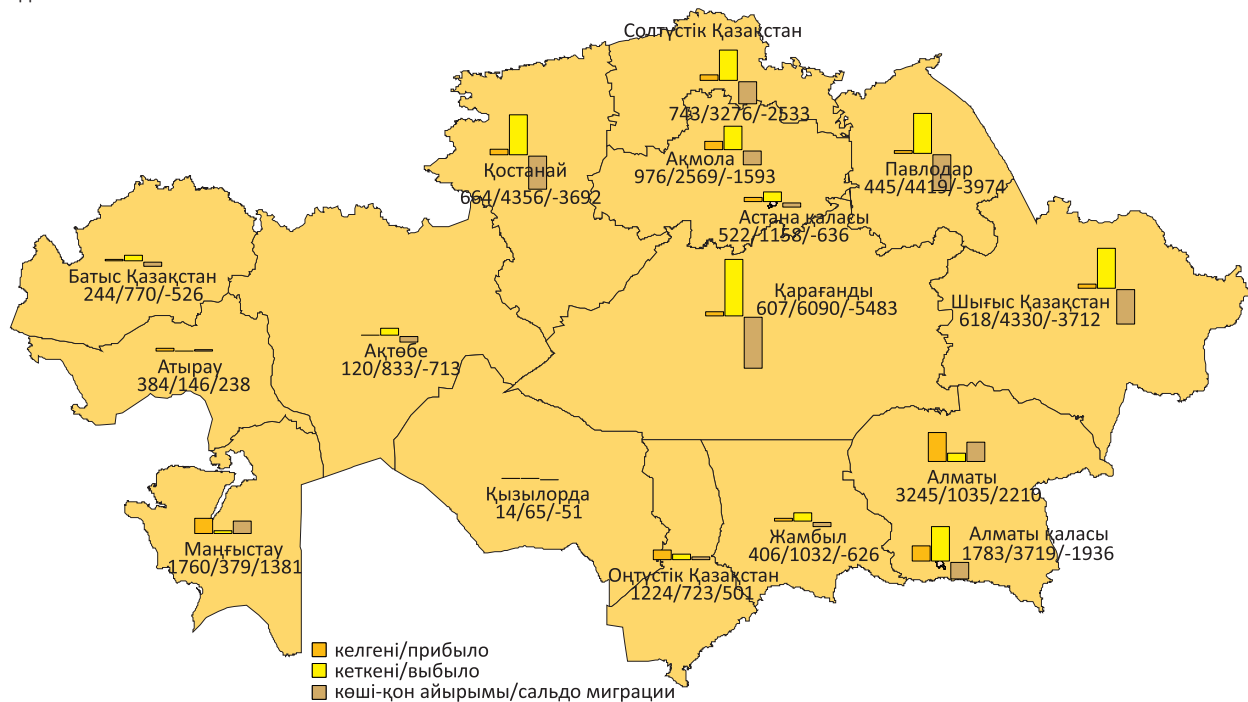 Солтүстік Қазақстан
743/3276/-2533
Қостанай
664/4356/-3692
Ақмола
976/2569/-1593
Павлодар
445/4419/-3974
Астана қаласы
522/1158/-636
Батыс Қазақстан
244/770/-526
Қарағанды
607/6090/-5483
Шығыс Қазақстан
618/4330/-3712
Ақтөбе
120/833/-713
Атырау
384/146/238
Алматы
3245/1035/2210
Қызылорда
14/65/-51
Маңғыстау
1760/379/1381
Жамбыл
406/1032/-626
Алматы қаласы
1783/3719/-1936
Оңтүстік Қазақстан
1224/723/501
келгені/прибыло
кеткені/выбыло
көші-қон айырымы/сальдо миграции